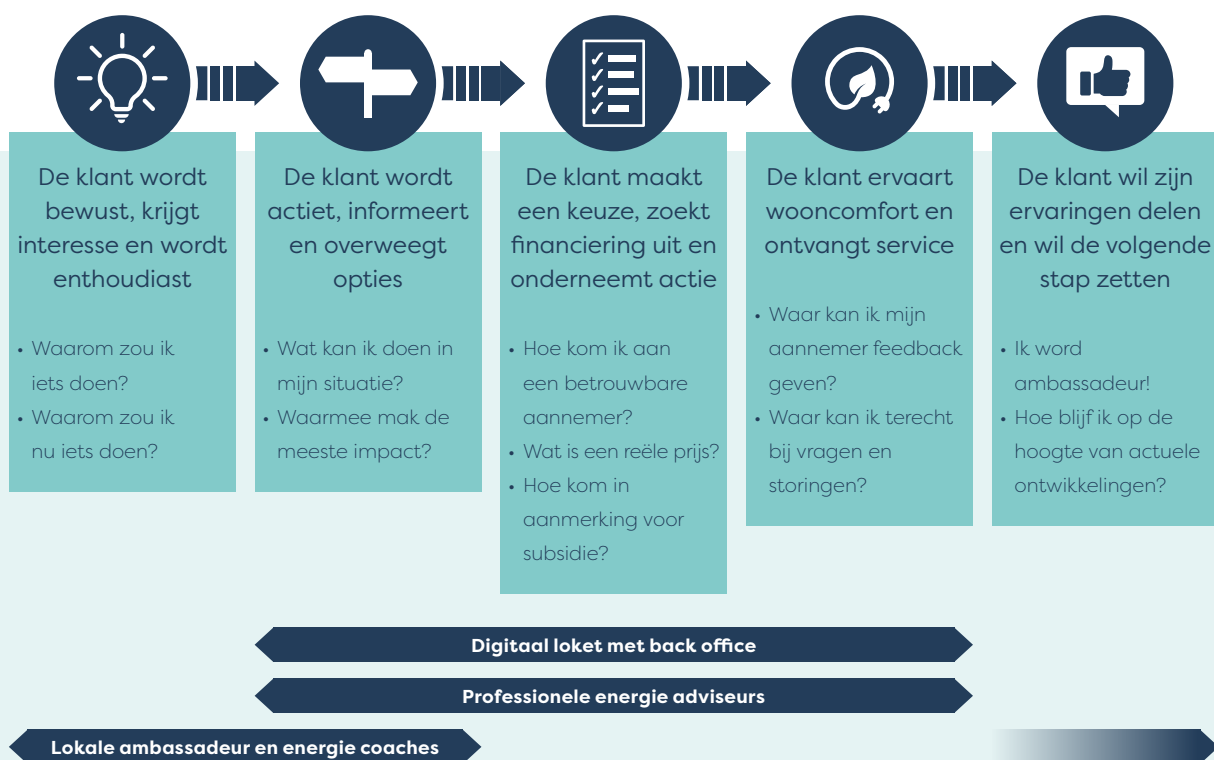 De klant wordt
bewust, krijgt
interesse en wordt
enthoudiast
• Waarom zou ik
iets doen?
• Waarom zou ik
nu iets doen?
De klant wordt
actiet, informeert
en overweegt
opties
• Wat kan ik doen in
mijn situatie?
• Waarmee mak de
meeste impact?
De klant maakt
een keuze, zoekt
financiering uit en
onderneemt actie
• Hoe kom ik aan
een betrouwbare
aannemer?
• Wat is een reële prijs?
• Hoe kom in
aanmerking voor
subsidie?
De klant ervaart
wooncomfort en
ontvangt service
• Waar kan ik mijn
aannemer feedback
geven?
• Waar kan ik terecht
bij vragen en
storingen?
De klant wil zijn
ervaringen delen
en wil de volgende
stap zetten
• Ik word
ambassadeur!
• Hoe blijf ik op de
hoogte van actuele
ontwikkelingen?
Digitaal loket met back office
Professionele energie adviseurs
Lokale ambassadeur en energie coaches